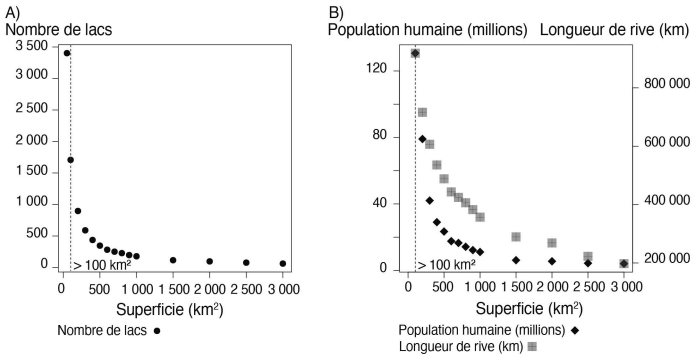 A)
Nombre de lacs
3 500
3 000
2 500
2 000
1 500
1 000
500
0
> 100 km²
0 500 1 000 1 500 2 000 2 500 3 000
Superficie (km²)
Nombre de lacs
B)
Population humaine (millions) Longueur de rive (km)
120
80
40
0
800 000
600 000
400 000
200 000
> 100 km²
0 500 1 000 1 500 2 000 2 500 3 000
Superficie (km²)
Population humaine (millions)
Longueur de rive (km)